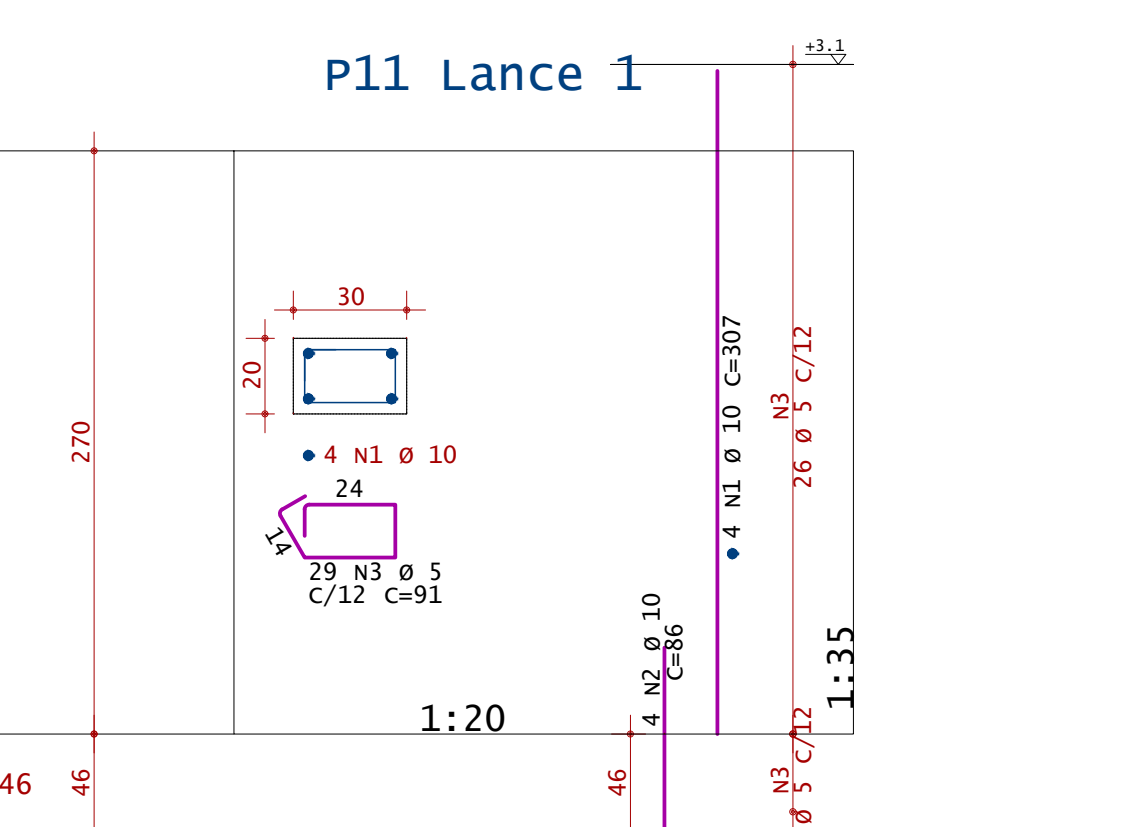 +3.1
P11 Lance 1
30
20
270
4 N1 Ø 10
24
14
29 N3 Ø 5
C/12 C=91
4 N1 Ø 10 C=307
N3
26 Ø 5 C/12
4 N2 Ø 10
C=86
1:35
1:20
46
46
46
N3
Ø 5 C/12